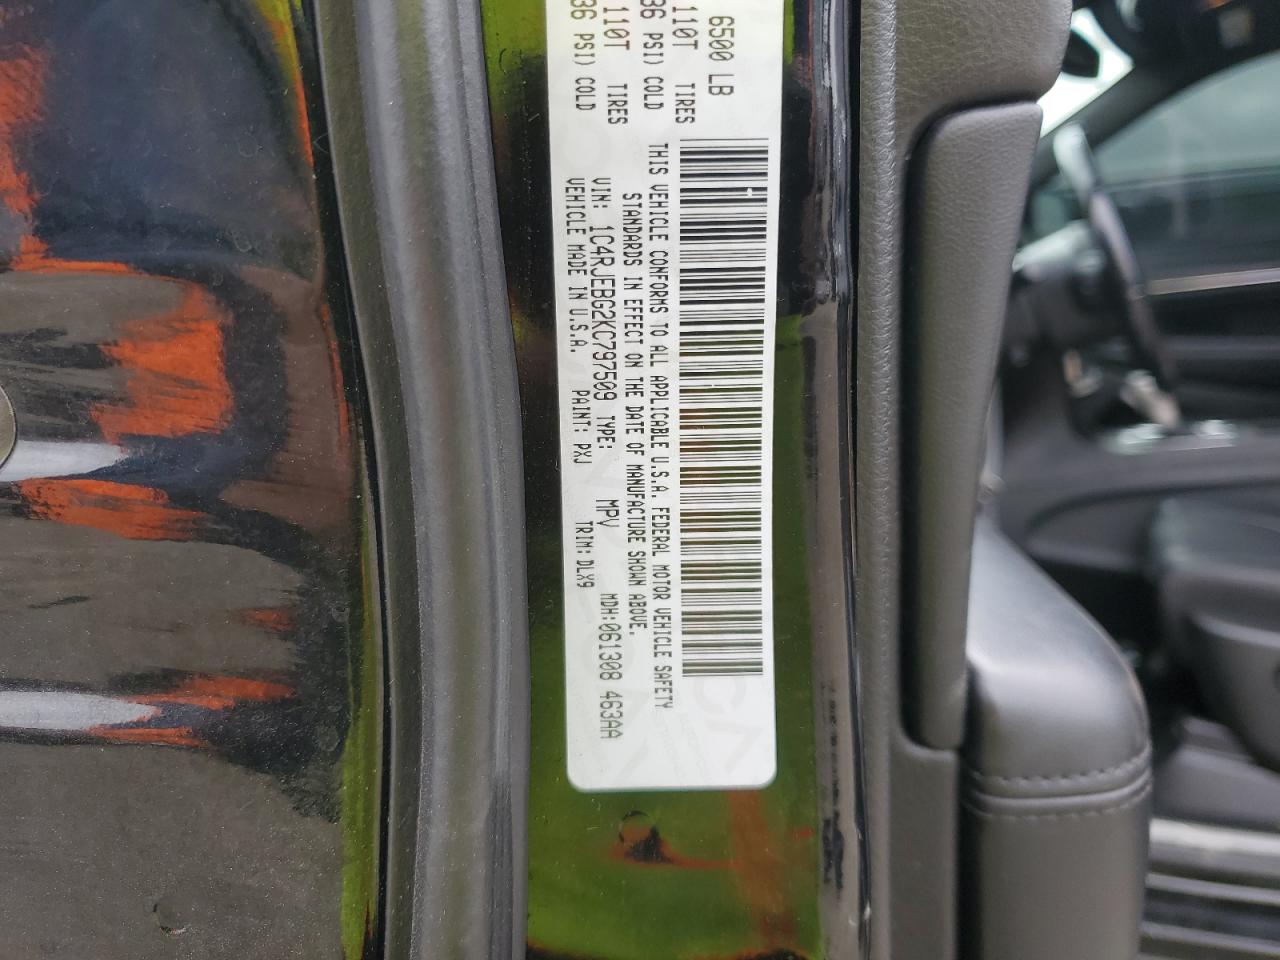 6500 LB
110T TIRES
36 PSI) COLD
110T TIRES
36 PSI) COLD
THIS VEHICLE CONFORMS TO ALL APPLICABLE U.S.A. FEDERAL MOTOR VEHICLE SAFETY
STANDARDS IN EFFECT ON THE DATE OF MANUFACTURE SHOWN ABOVE.
VIN: 1C4RJEBG2KC797509 TYPE: MPV MDH:061308 463AA
VEHICLE MADE IN U.S.A. PAINT: PXJ TRIM: DLX9